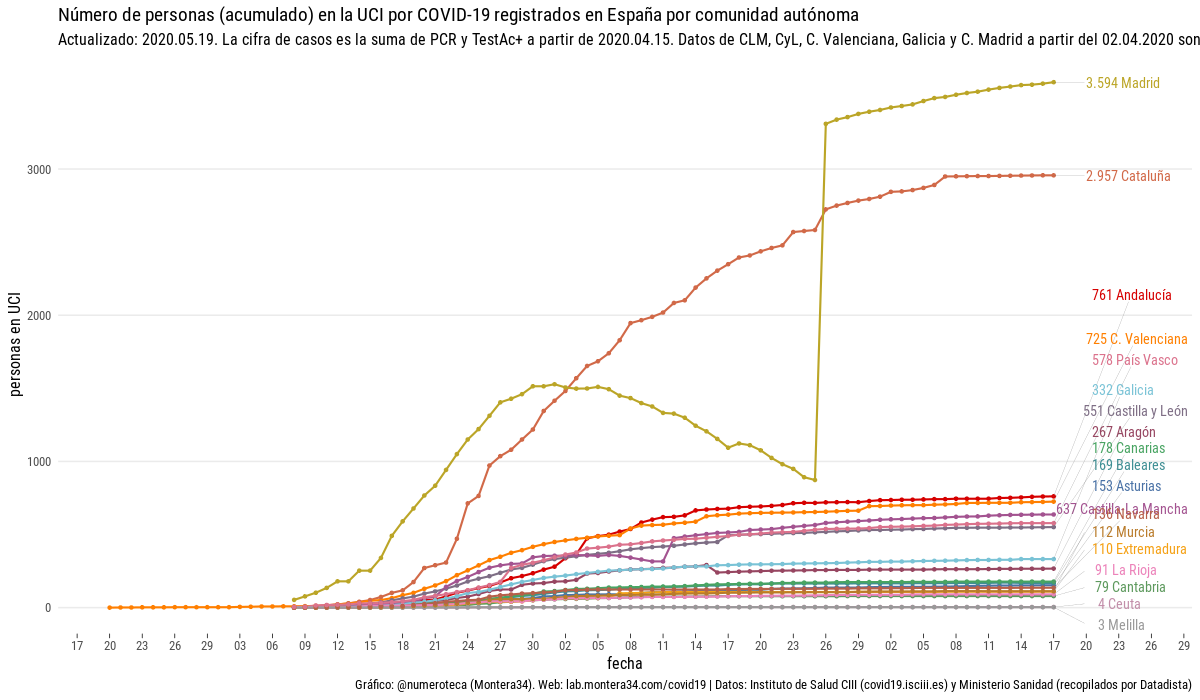 Número de personas (acumulado) en la UCI por COVID-19 registrados en España por comunidad autónoma
Actualizado: 2020.05.19. La cifra de casos es la suma de PCR y TestAc+ a partir de 2020.04.15. Datos de CLM, CyL, C. Valenciana, Galicia y C. Madrid a partir del 02.04.2020 son
personas en UCI
3000
2000
1000
0
3.594 Madrid
2.957 Cataluña
761 Andalucía
725 C. Valenciana
578 País Vasco
332 Galicia
551 Castilla y León
267 Aragón
178 Canarias
169 Baleares
153 Asturias
637 Castilla-La Mancha
136 Navarra
112 Murcia
110 Extremadura
91 La Rioja
79 Cantabria
4 Ceuta
3 Melilla
17 20 23 26 29 03 06 09 12 15 18 21 24 27 30 02 05 08 11 14 17 20 23 26 29 02 05 08 11 14 17 20 23 26 29
fecha
Gráfico: @numeroteca (Montera34). Web: lab.montera34.com/covid19 | Datos: Instituto de Salud CIII (covid19.isciii.es) y Ministerio Sanidad (recopilados por Datadista)